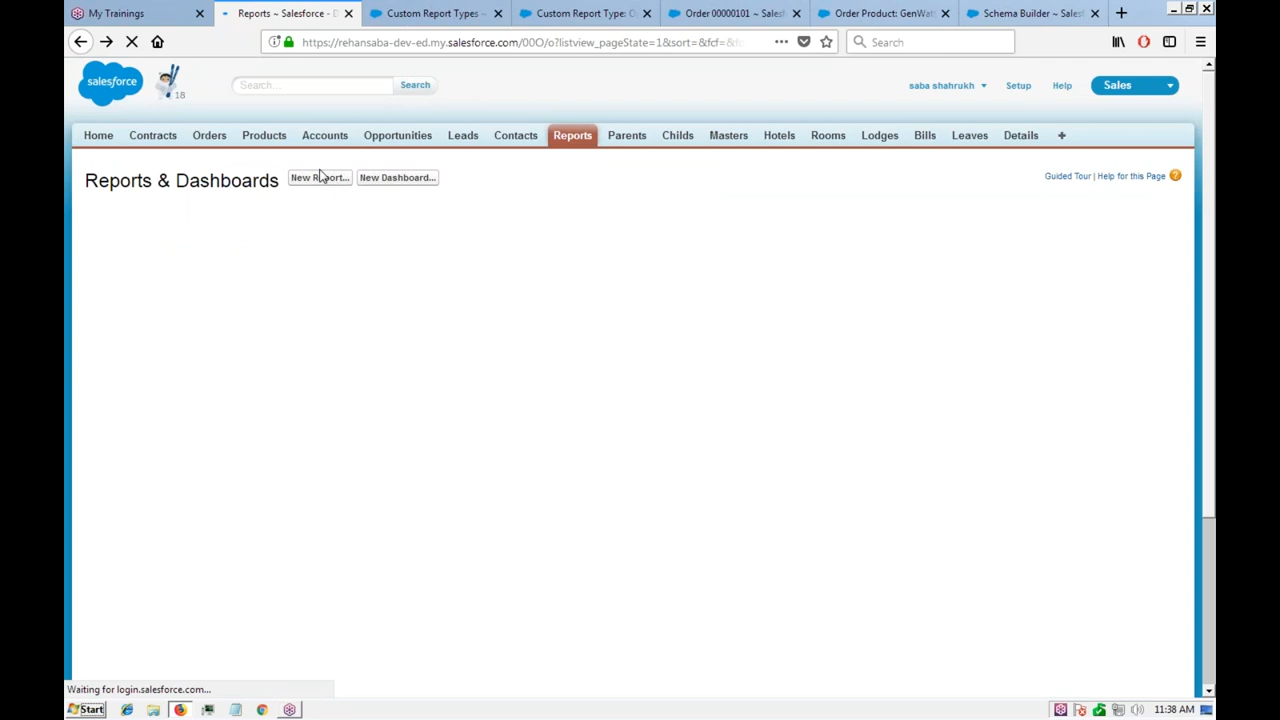 My Trainings
Reports ~ Salesforce - D
Custom Report Types ~
Custom Report Type: O
Order 00000101 ~ Salesf
Order Product: GenWatt
Schema Builder ~ Salesf
https://rehansaba-dev-ed.my.salesforce.com/00O/o?listview_pageState=1&sort=&fcf=&
Search
salesforce
18
Search...
Search
saba shahrukh
Setup
Help
Sales
Home Contracts Orders Products Accounts Opportunities Leads Contacts Reports Parents Childs Masters Hotels Rooms Lodges Bills Leaves Details
Reports & Dashboards
New Report...
New Dashboard...
Guided Tour | Help for this Page
Waiting for login.salesforce.com...
Start
11:38 AM